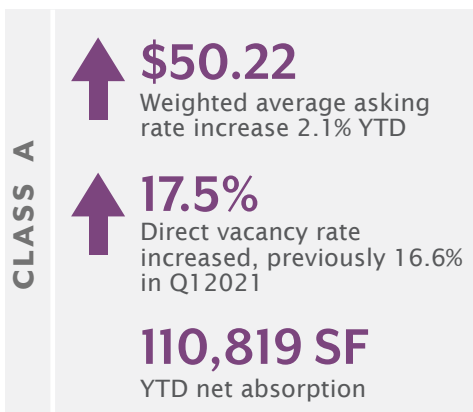 CLASS A
$50.22
Weighted average asking
rate increase 2.1% YTD
17.5%
Direct vacancy rate
increased, previously 16.6%
in Q12021
110,819 SF
YTD net absorption